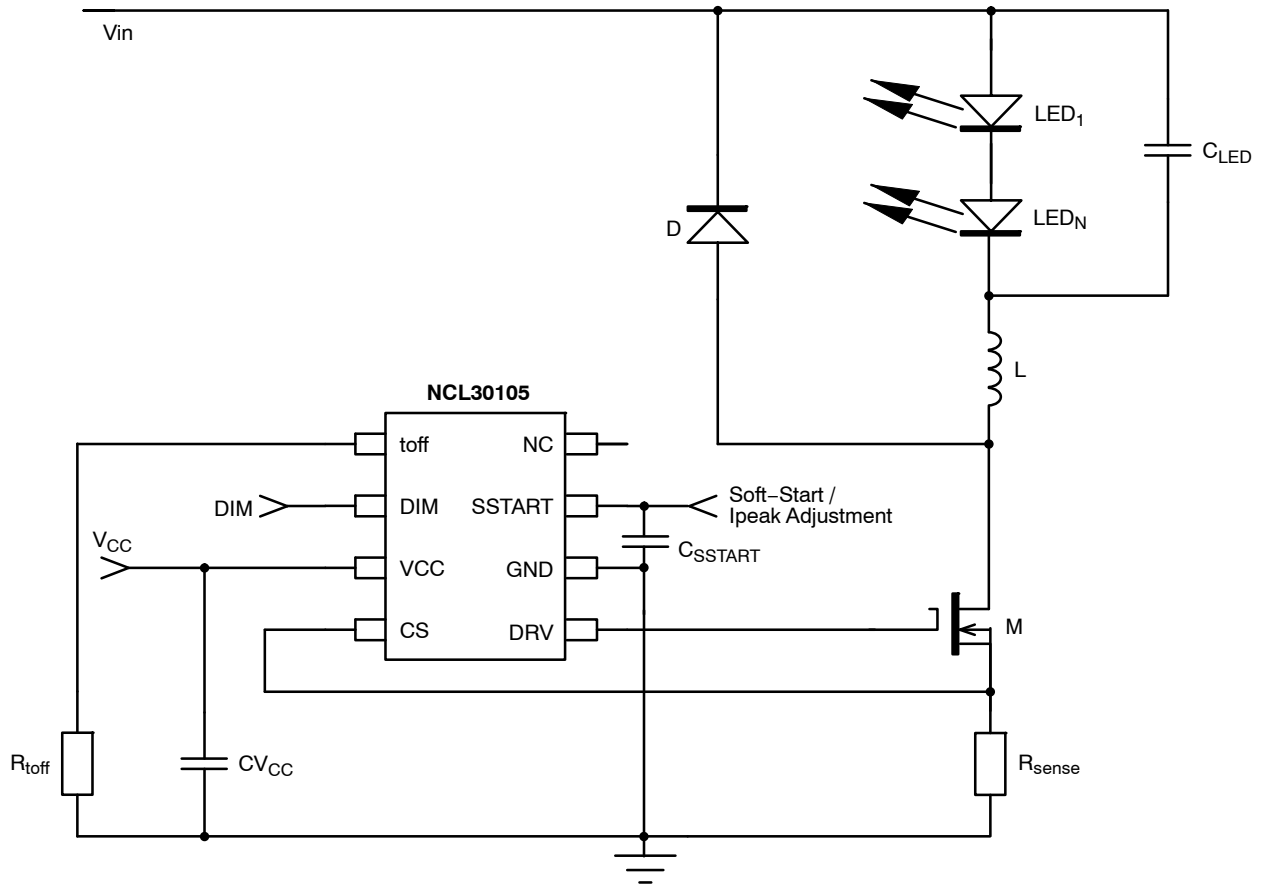 Vin
LED1
CLED
LEDN
D
L
NCL30105
toff
NC
DIM
DIM
SSTART
Soft−Start /
Ipeak Adjustment
CSSTART
VCC
VCC
GND
CS
DRV
M
Rtoff
CVCC
Rsense